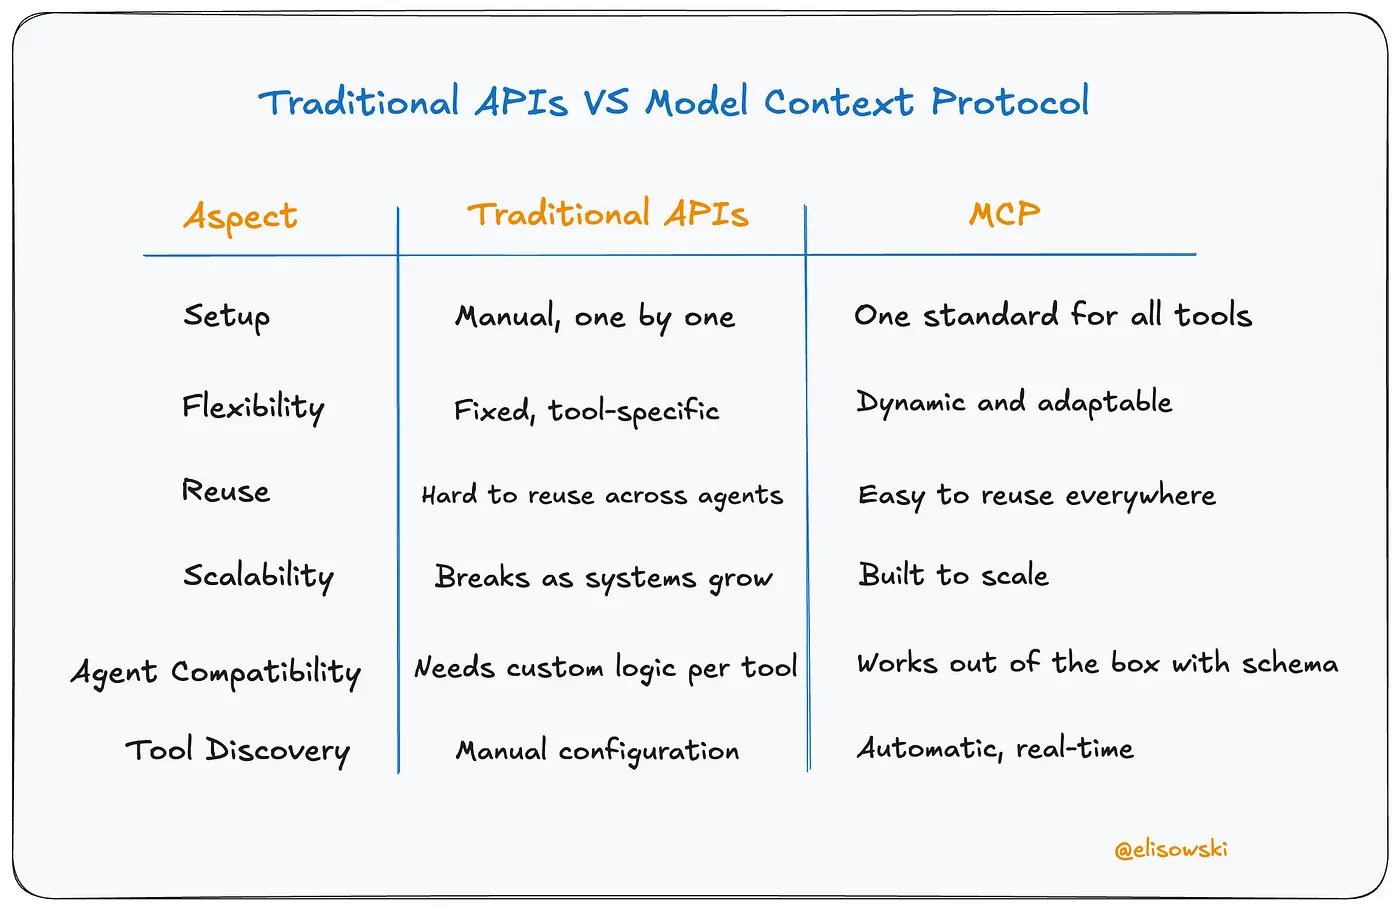 Traditional APIs VS Model Context Protocol
Aspect Traditional APIs MCP
Setup Manual, one by one One standard for all tools
Flexibility Fixed, tool-specific Dynamic and adaptable
Reuse Hard to reuse across agents Easy to reuse everywhere
Scalability Breaks as systems grow Built to scale
Agent Compatibility Needs custom logic per tool Works out of the box with schema
Tool Discovery Manual configuration Automatic, real-time
@elisowski